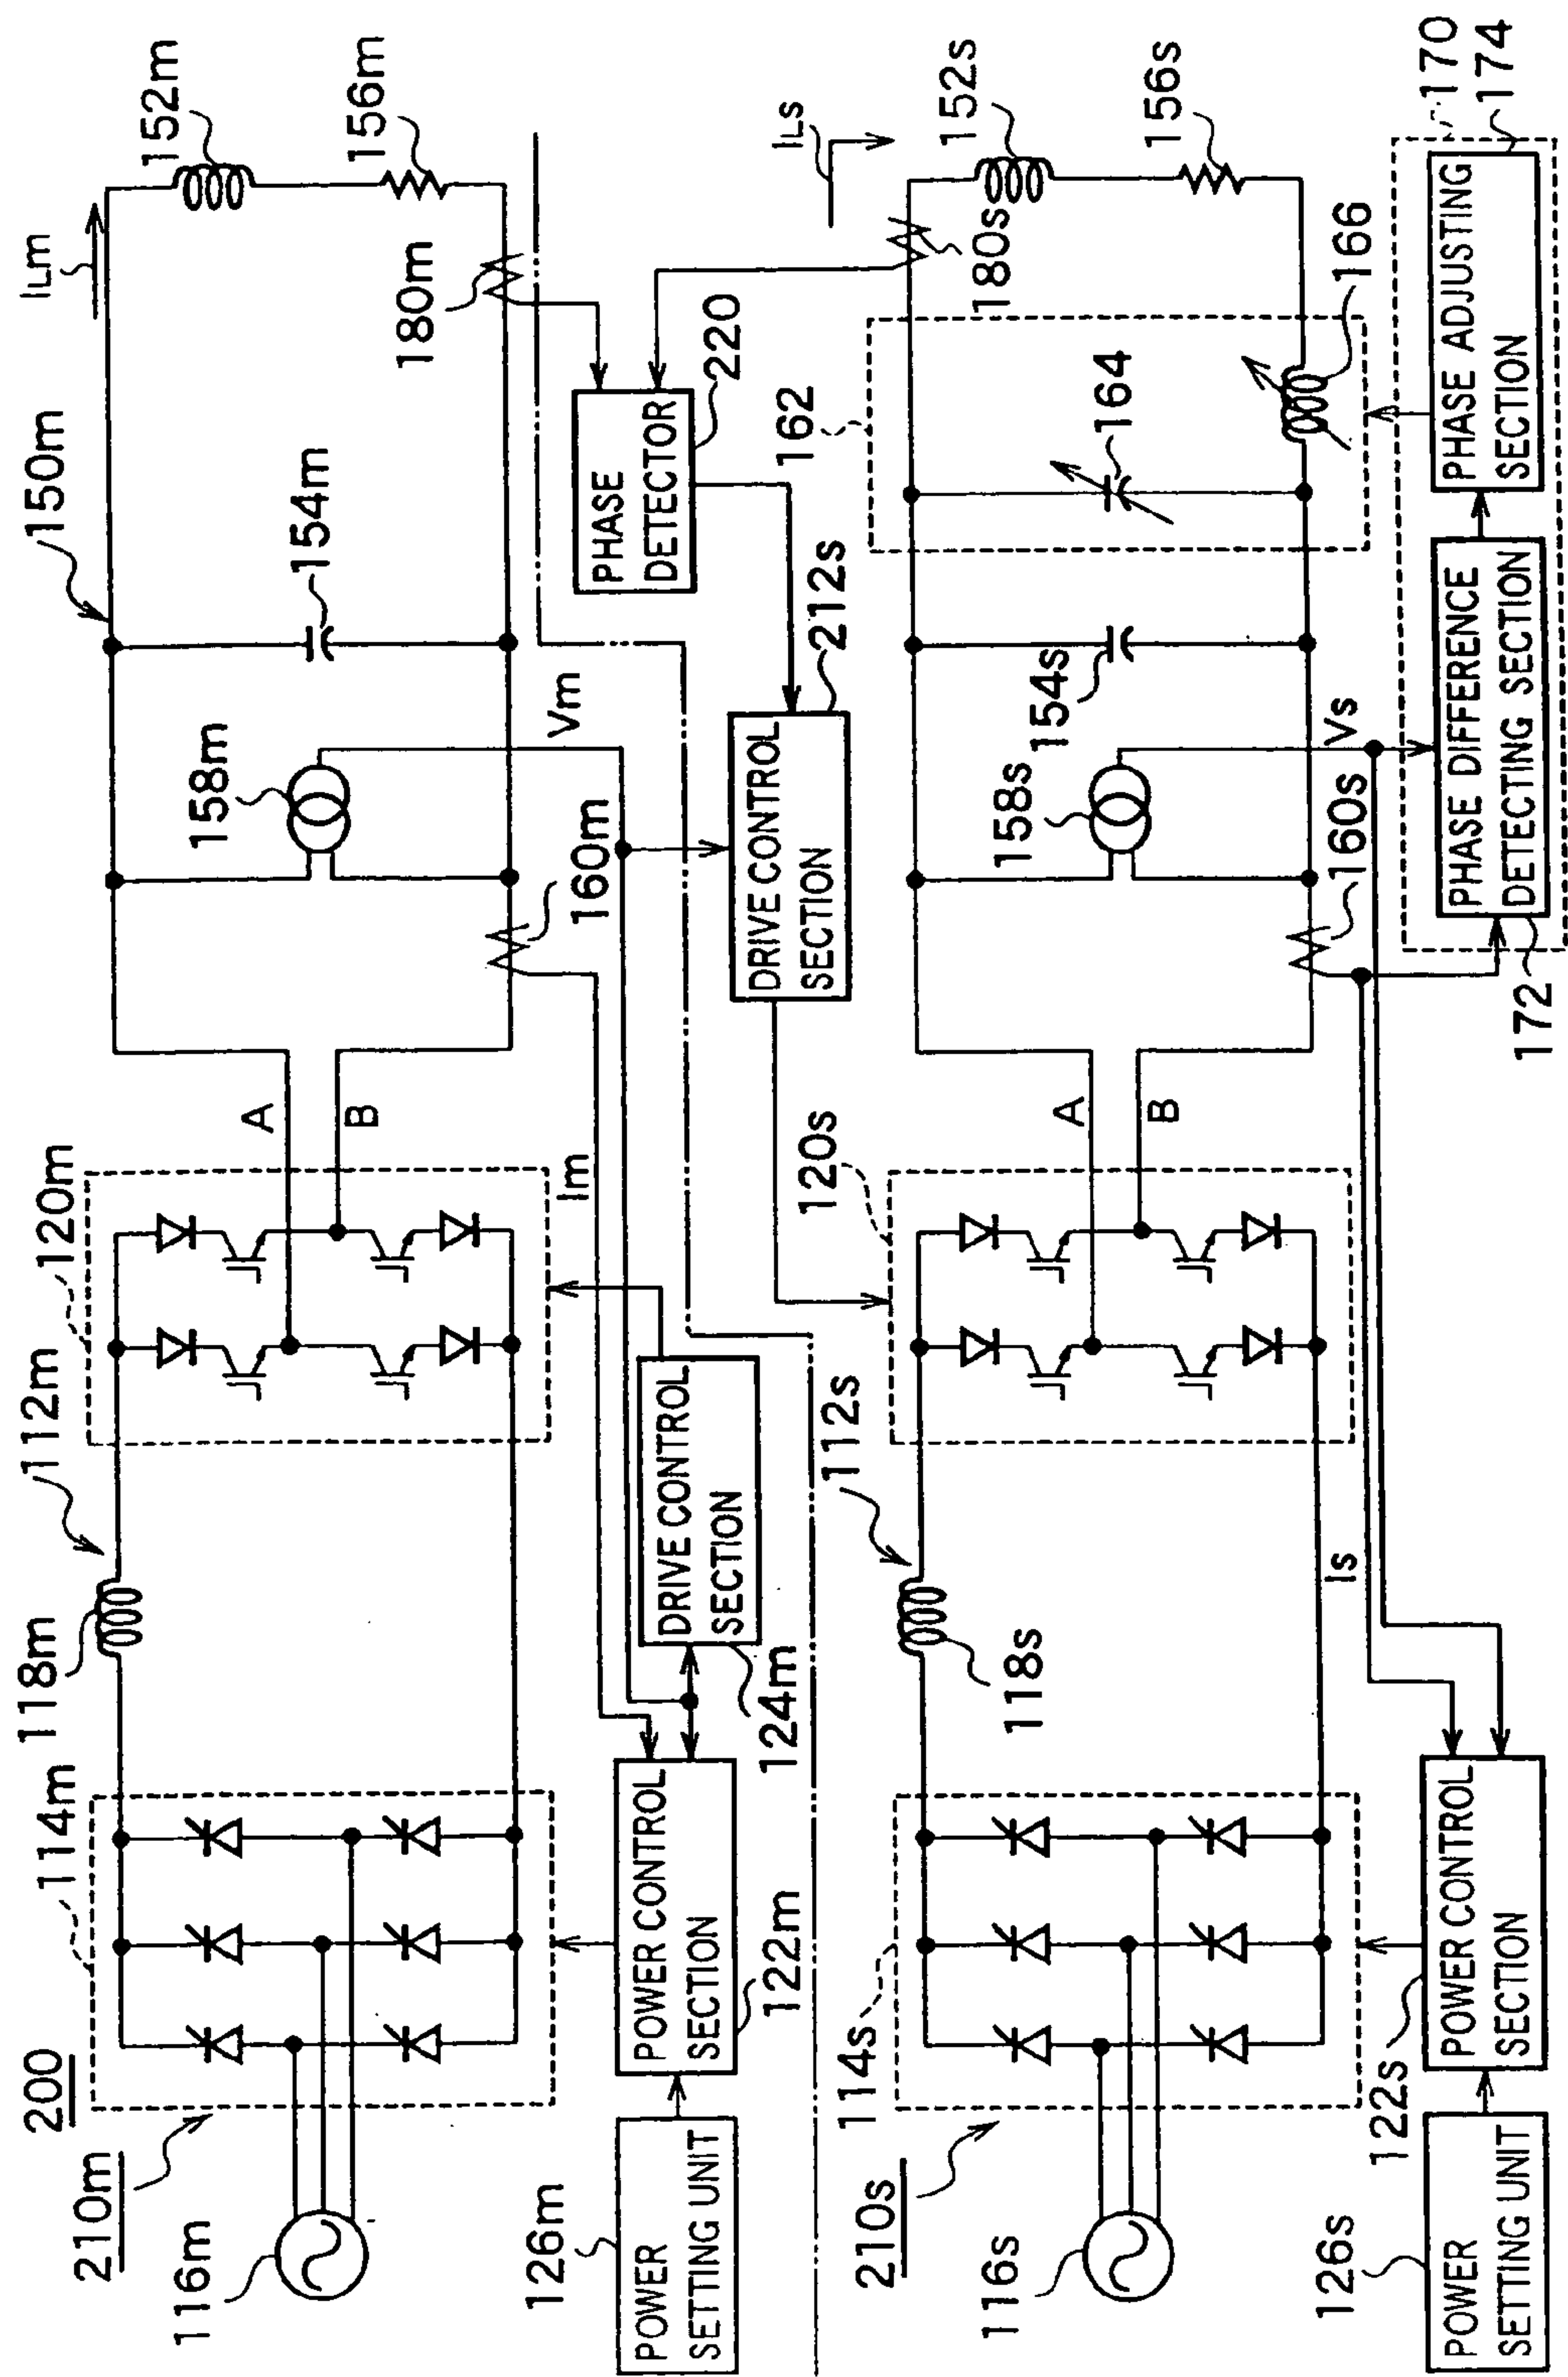 200
210m
116m
114m
118m
112m
120m
A
B
Im
150m
ILm
152m
156m
154m
158m
Vm
160m
180m
POWER
SETTING UNIT
126m
POWER CONTROL
SECTION
122m
DRIVE CONTROL
SECTION
124m
DRIVE CONTROL
SECTION
212s
PHASE
DETECTOR
220
210s
116s
114s
118s
112s
120s
A
B
Is
ILs
152s
156s
180s
162
164
166
154s
158s
Vs
160s
POWER
SETTING UNIT
126s
POWER CONTROL
SECTION
122s
PHASE DIFFERENCE
DETECTING SECTION
172
PHASE ADJUSTING
SECTION
174
170